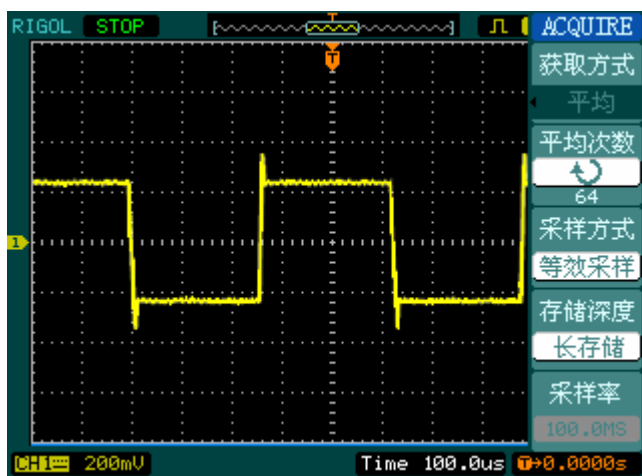 RIGOL STOP ACQUIRE
T
获取方式
平均
平均次数
64
采样方式
等效采样
存储深度
长存储
采样率
100.0MS
1
CH1 200mV Time 100.0us T→0.0000s